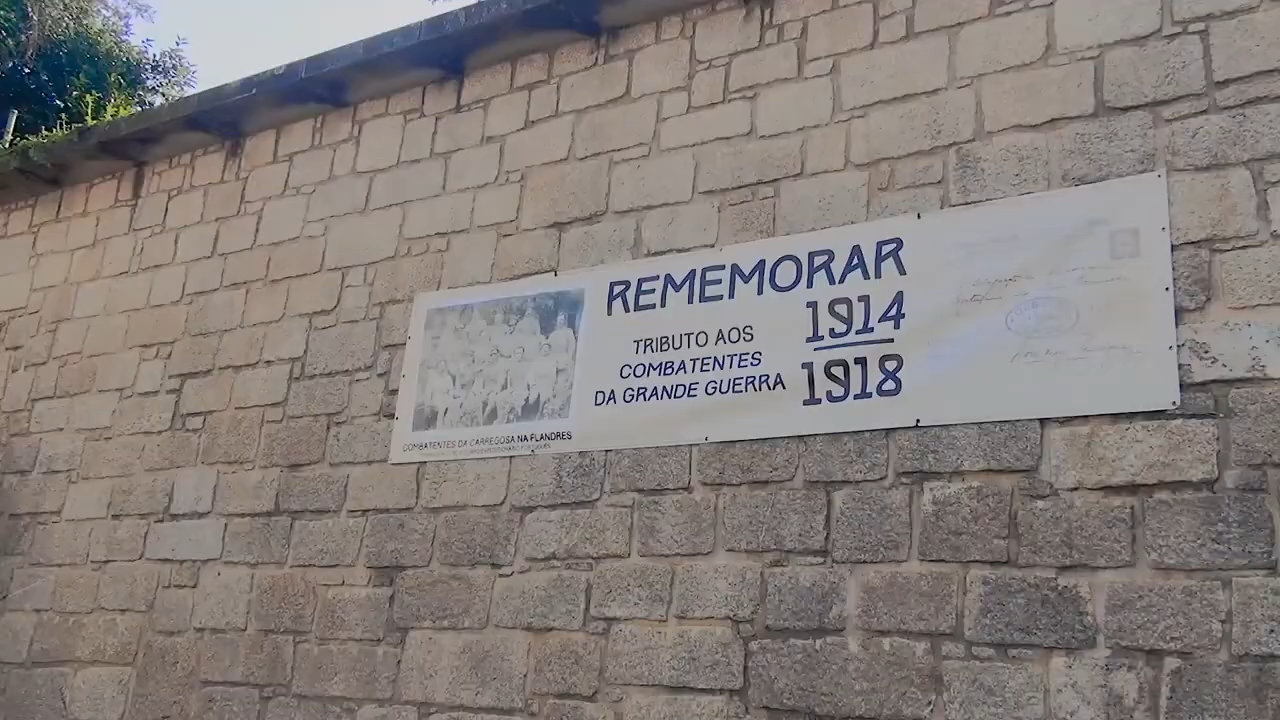 REMEMORAR
1914
1918
TRIBUTO AOS
COMBATENTES
DA GRANDE GUERRA
COMBATENTES DA CARREGOSA NA FLANDRES